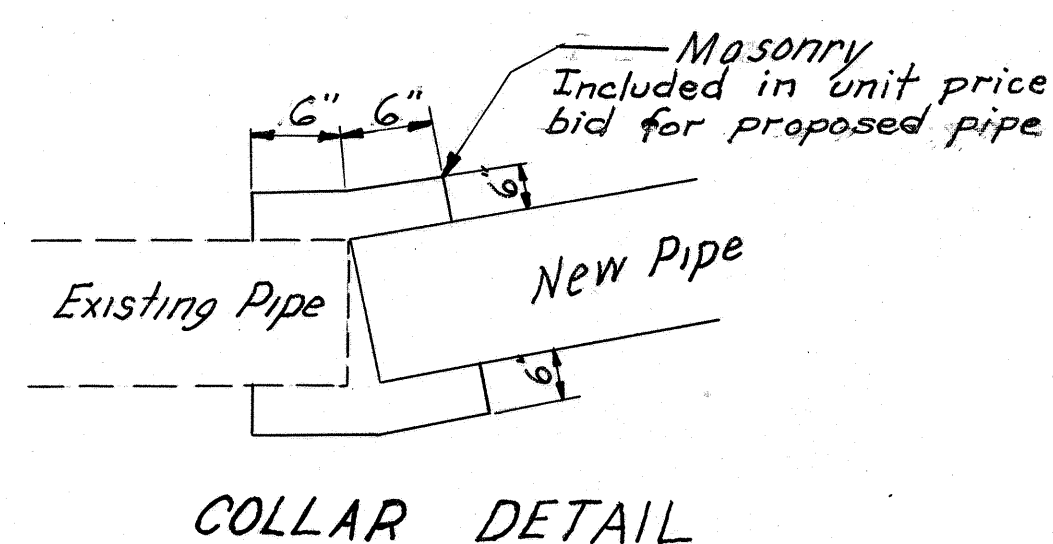 Masonry
Included in unit price
bid for proposed pipe
6" 6"
6"
New Pipe
Existing Pipe
6"
COLLAR DETAIL